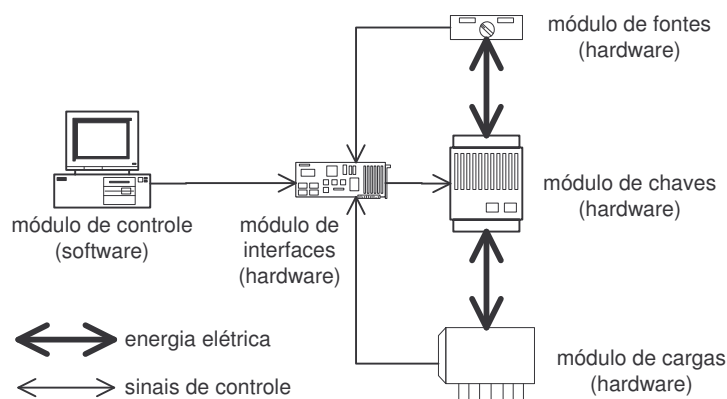 módulo de fontes
(hardware)
módulo de controle
(software)
módulo de
interfaces
(hardware)
módulo de chaves
(hardware)
energia elétrica
sinais de controle
módulo de cargas
(hardware)